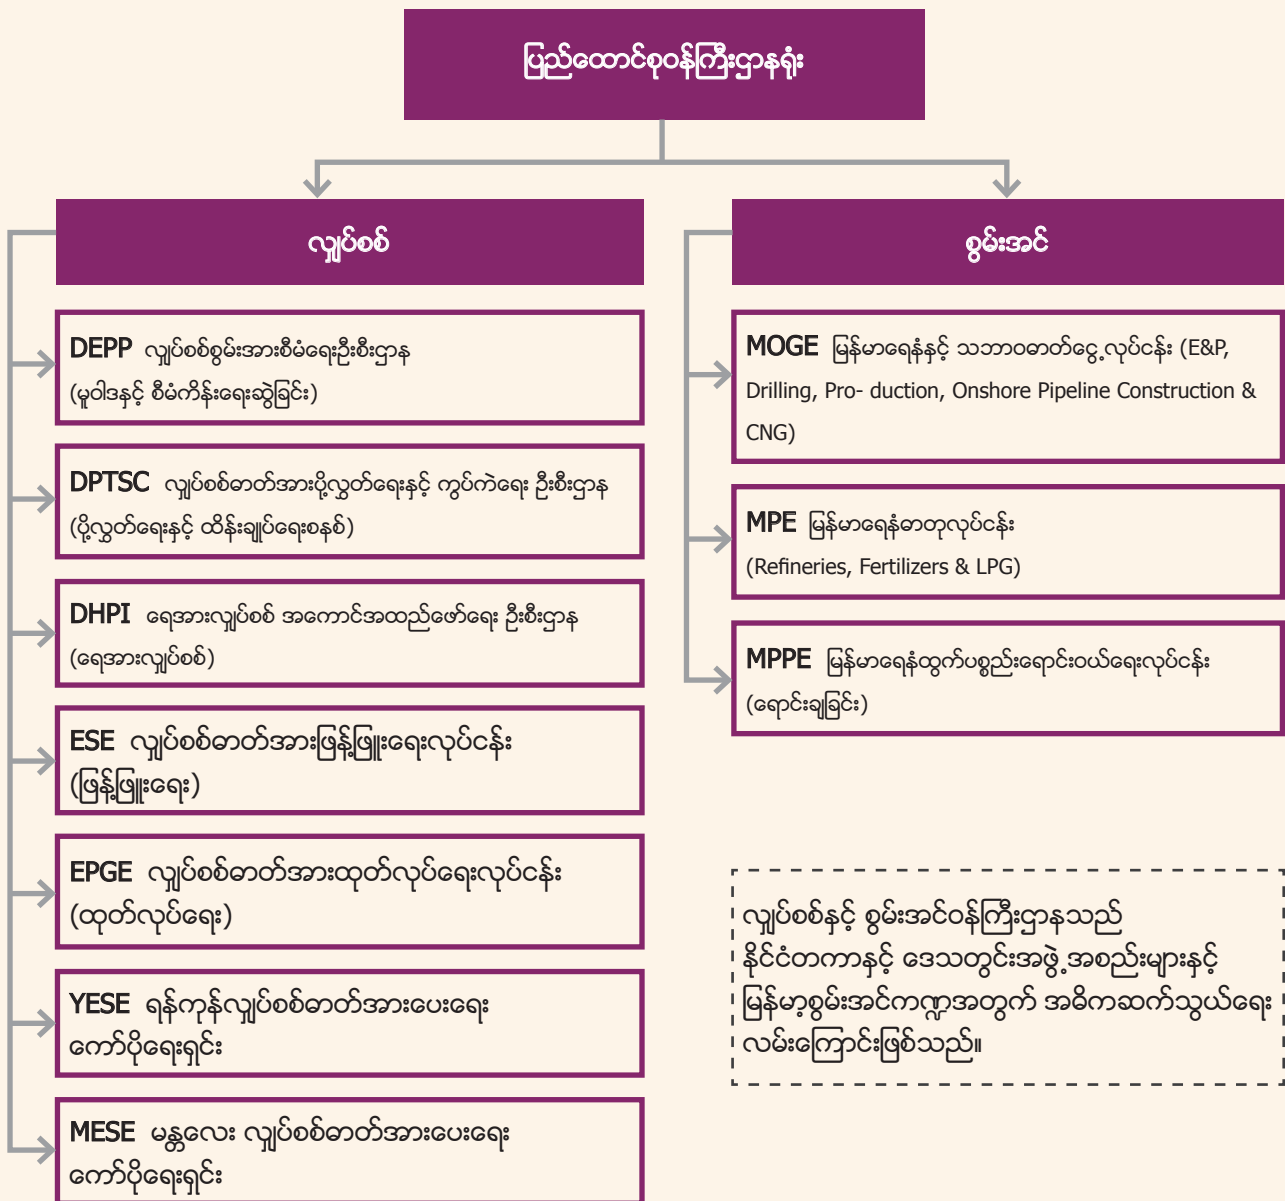 ပြည်ထောင်စုဝန်ကြီးဌာနရုံး
လျှပ်စစ်
DEPP လျှပ်စစ်စွမ်းအားစီမံရေးဦးစီးဌာန
(မူဝါဒနှင့် စီမံကိန်းရေးဆွဲခြင်း)
DPTSC လျှပ်စစ်ဓာတ်အားပို့လွှတ်ရေးနှင့် ကွပ်ကဲရေး ဦးစီးဌာန
(ပို့လွှတ်ရေးနှင့် ထိန်းချုပ်ရေးစနစ်)
DHPI ရေအားလျှပ်စစ် အကောင်အထည်ဖော်ရေး ဦးစီးဌာန
(ရေအားလျှပ်စစ်)
ESE လျှပ်စစ်ဓာတ်အားဖြန့်ဖြူးရေးလုပ်ငန်း
(ဖြန့်ဖြူးရေး)
EPGE လျှပ်စစ်ဓာတ်အားထုတ်လုပ်ရေးလုပ်ငန်း
(ထုတ်လုပ်ရေး)
YESE ရန်ကုန်လျှပ်စစ်ဓာတ်အားပေးရေး
ကော်ပိုရေးရှင်း
MESE မန္တလေး လျှပ်စစ်ဓာတ်အားပေးရေး
ကော်ပိုရေးရှင်း
စွမ်းအင်
MOGE မြန်မာရေနံနှင့် သဘာဝဓာတ်ငွေ့လုပ်ငန်း (E&P,
Drilling, Pro- duction, Onshore Pipeline Construction &
CNG)
MPE မြန်မာရေနံဓာတုလုပ်ငန်း
(Refineries, Fertilizers & LPG)
MPPE မြန်မာရေနံထွက်ပစ္စည်းရောင်းဝယ်ရေးလုပ်ငန်း
(ရောင်းချခြင်း)
လျှပ်စစ်နှင့် စွမ်းအင်ဝန်ကြီးဌာနသည်
နိုင်ငံတကာနှင့် ဒေသတွင်းအဖွဲ့အစည်းများနှင့်
မြန်မာ့စွမ်းအင်ကဏ္ဍအတွက် အဓိကဆက်သွယ်ရေး
လမ်းကြောင်းဖြစ်သည်။